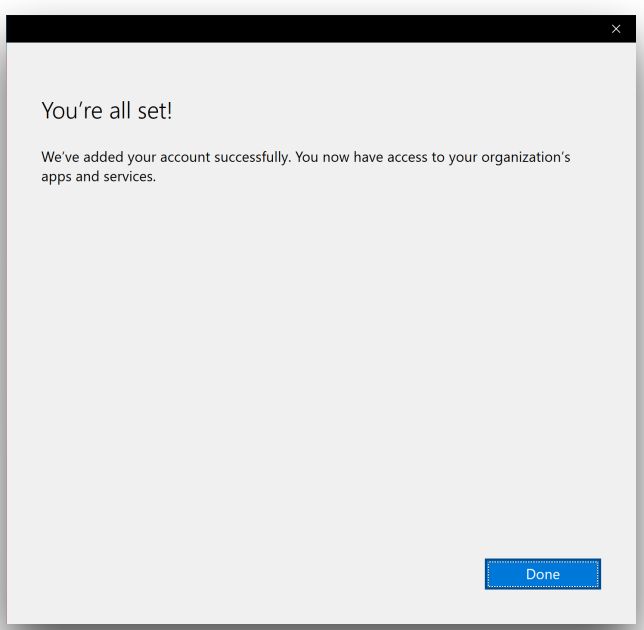 You’re all set!
We’ve added your account successfully. You now have access to your organization’s
apps and services.
Done